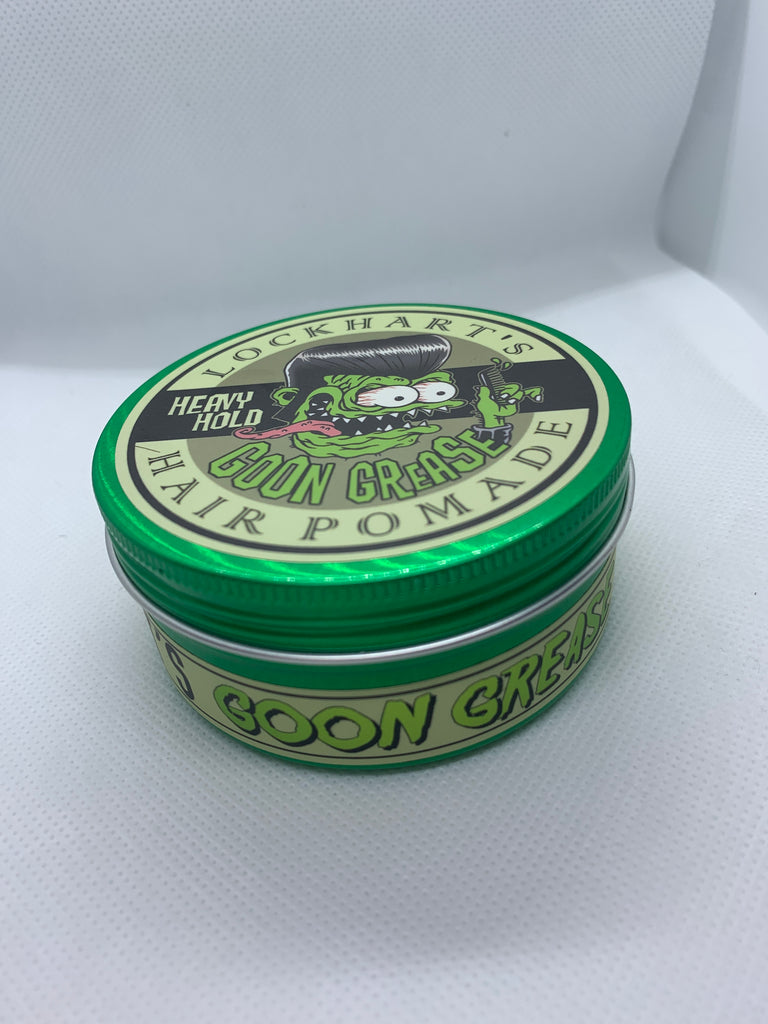 LOCKHART'S
HEAVY
HOLD
GOON GREASE
HAIR POMADE
'S GOON GREASE